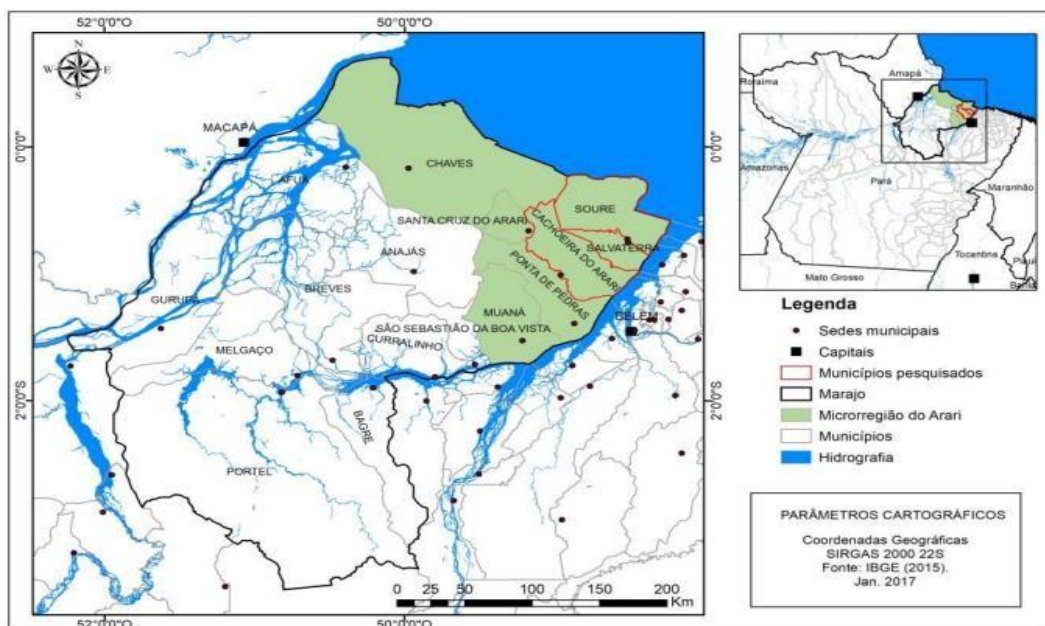 52°0'0"O
50°0'0"O
N
W
E
S
0°0'0"
2°0'0"S
MACAPÁ
AFUÁ
CHAVES
SANTA CRUZ DO ARARI
SOURE
CACHOEIRA DO ARARI
SALVATERRA
ANAJÁS
PONTA DE PEDRAS
BREVES
GURUPÁ
MUANÁ
BELÉM
SÃO SEBASTIÃO DA BOA VISTA
CURRALINHO
MELGAÇO
BAGRE
PORTEL
0°0'0"
2°0'0"S
0 25 50 100 150 200
Km
52°0'0"O
50°0'0"O
Roraima
Amapá
Amazonas
Pará
Maranhão
Tocantins
Piauí
Mato Grosso
Bahia
Legenda
Sedes municipais
Capitais
Municípios pesquisados
Marajo
Microrregião do Arari
Municípios
Hidrografia
PARÂMETROS CARTOGRÁFICOS
Coordenadas Geográficas
SIRGAS 2000 22S
Fonte: IBGE (2015).
Jan. 2017